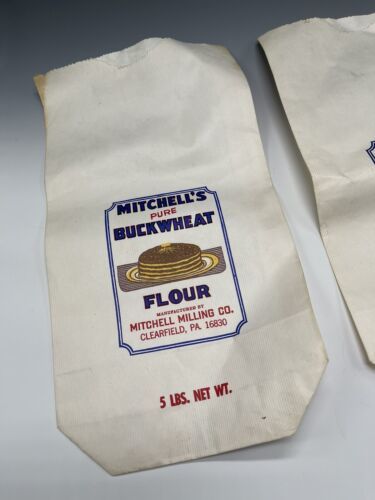 MITCHELL'S
PURE
BUCKWHEAT
FLOUR
MANUFACTURED BY
MITCHELL MILLING CO.
CLEARFIELD, PA. 16830
5 LBS. NET WT.